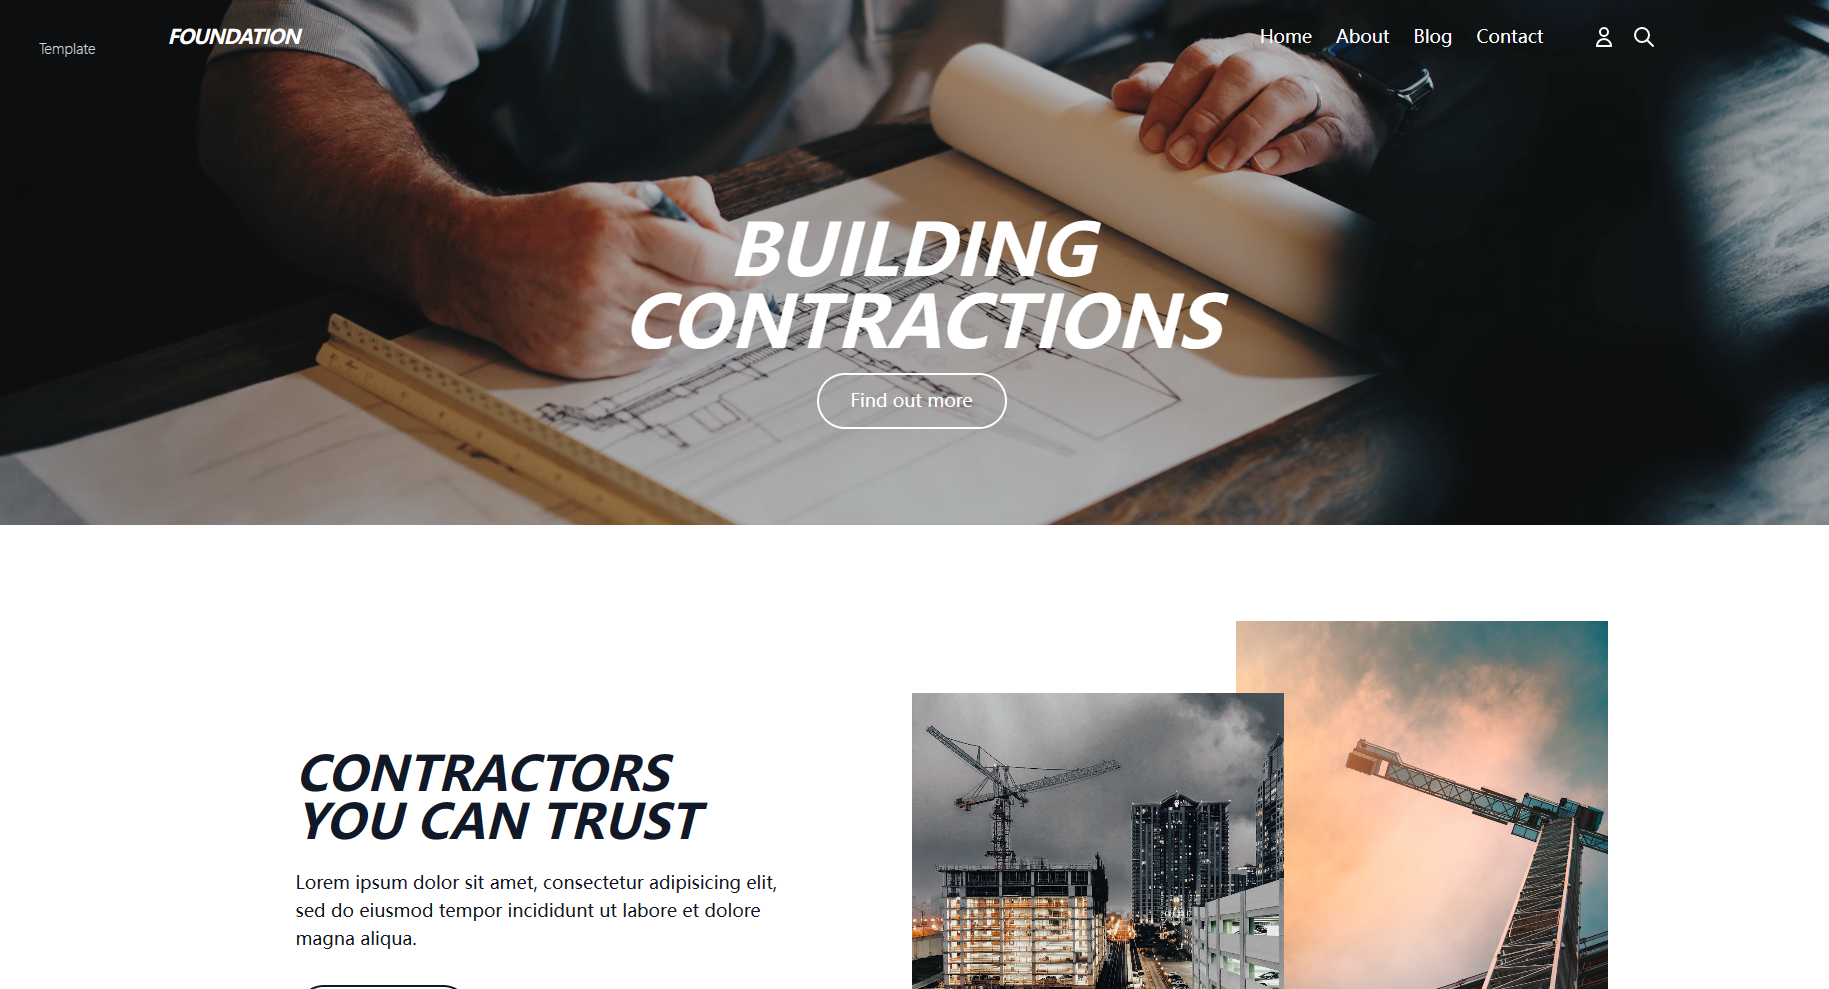 Template
FOUNDATION
Home About Blog Contact
BUILDING
CONTRACTIONS
Find out more
CONTRACTORS
YOU CAN TRUST
Lorem ipsum dolor sit amet, consectetur adipisicing elit,
sed do eiusmod tempor incididunt ut labore et dolore
magna aliqua.